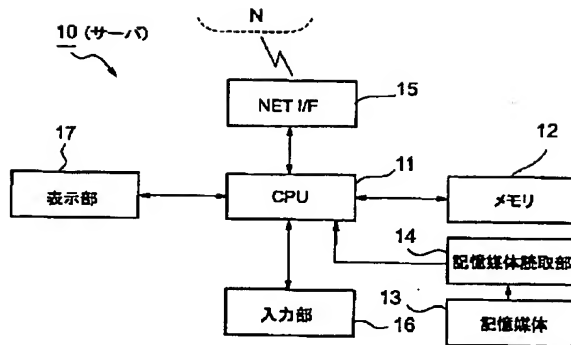 N
10 (サーバ)
15
NET I/F
17
11
12
表示部
CPU
メモリ
14
記憶媒体読取部
13
入力部
16
記憶媒体